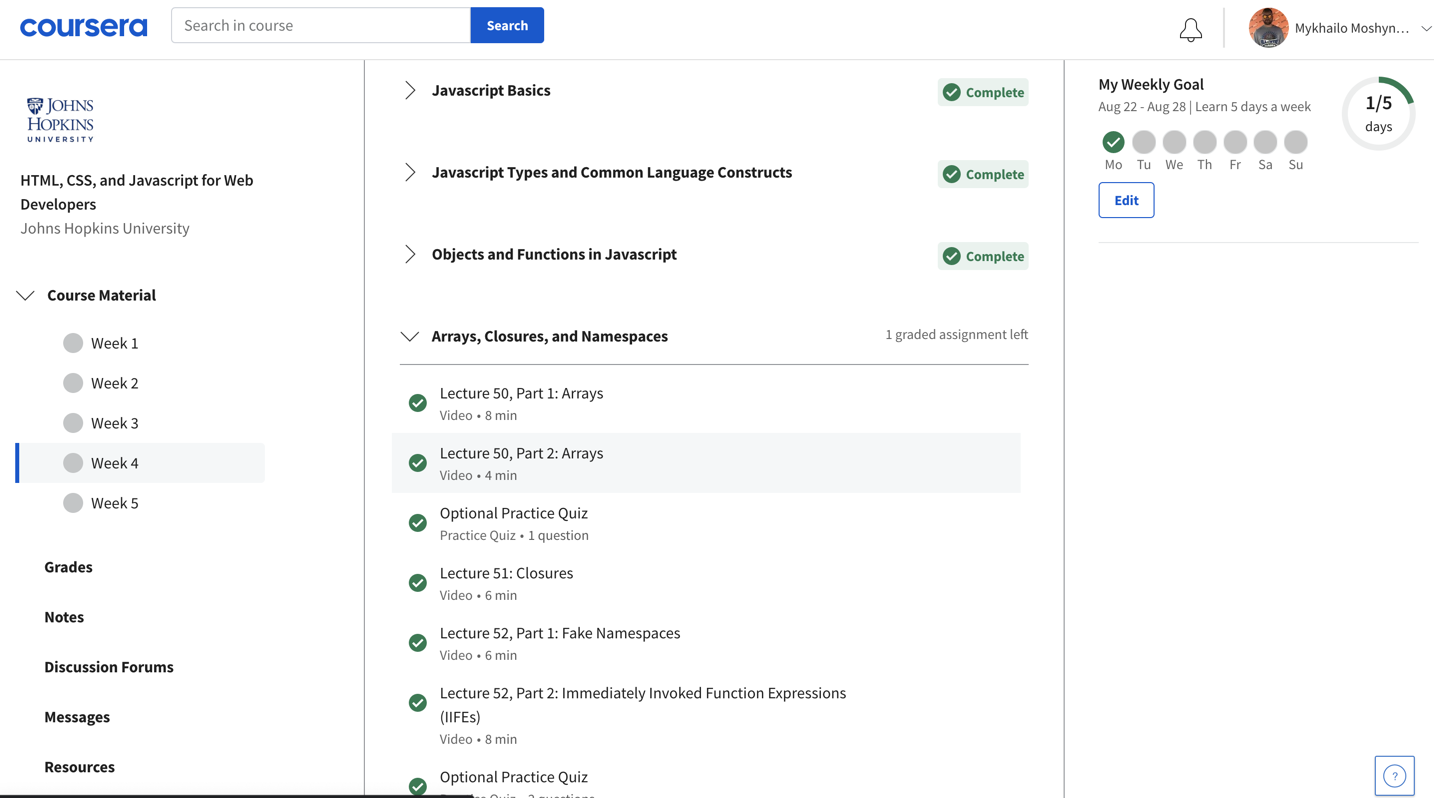 coursera
Search in course
Search
Mykhailo Moshyn...
JOHNS
HOPKINS
UNIVERSITY
HTML, CSS, and Javascript for Web
Developers
Johns Hopkins University
Course Material
Week 1
Week 2
Week 3
Week 4
Week 5
Grades
Notes
Discussion Forums
Messages
Resources
Javascript Basics
Complete
Javascript Types and Common Language Constructs
Complete
Objects and Functions in Javascript
Complete
Arrays, Closures, and Namespaces
1 graded assignment left
Lecture 50, Part 1: Arrays
Video • 8 min
Lecture 50, Part 2: Arrays
Video • 4 min
Optional Practice Quiz
Practice Quiz • 1 question
Lecture 51: Closures
Video • 6 min
Lecture 52, Part 1: Fake Namespaces
Video • 6 min
Lecture 52, Part 2: Immediately Invoked Function Expressions
(IIFEs)
Video • 8 min
Optional Practice Quiz
My Weekly Goal
Aug 22 - Aug 28 | Learn 5 days a week
1/5
days
Mo Tu We Th Fr Sa Su
Edit
?